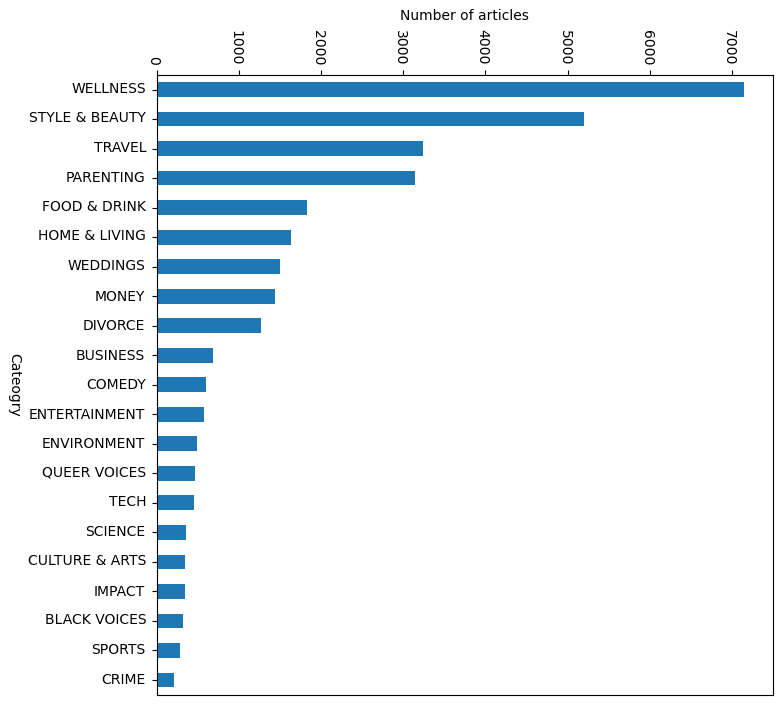 Number of articles
0 1000 2000 3000 4000 5000 6000 7000
WELLNESS
STYLE & BEAUTY
TRAVEL
PARENTING
FOOD & DRINK
HOME & LIVING
WEDDINGS
MONEY
DIVORCE
BUSINESS
COMEDY
ENTERTAINMENT
ENVIRONMENT
QUEER VOICES
TECH
SCIENCE
CULTURE & ARTS
IMPACT
BLACK VOICES
SPORTS
CRIME
Cateogry